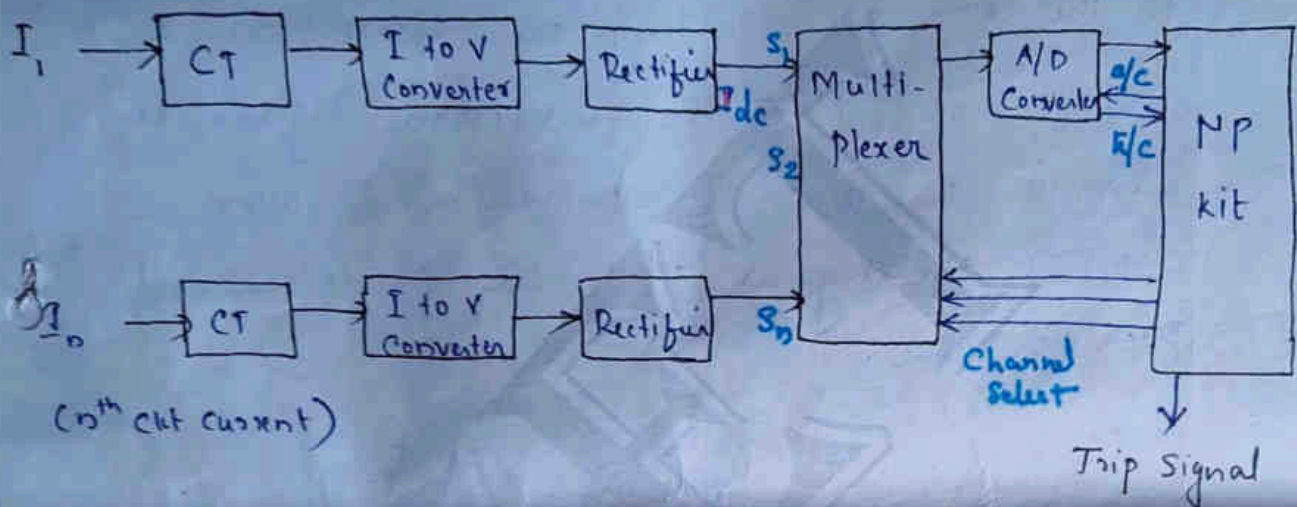 I1
CT
I to V
Converter
Rectifier
Idc
S1
S2
Sn
Multi-
plexer
A/D
Converter
S/C
E/C
μP
kit
In
CT
I to V
Converter
Rectifier
(nth Ckt Current)
Channel
Select
Trip Signal